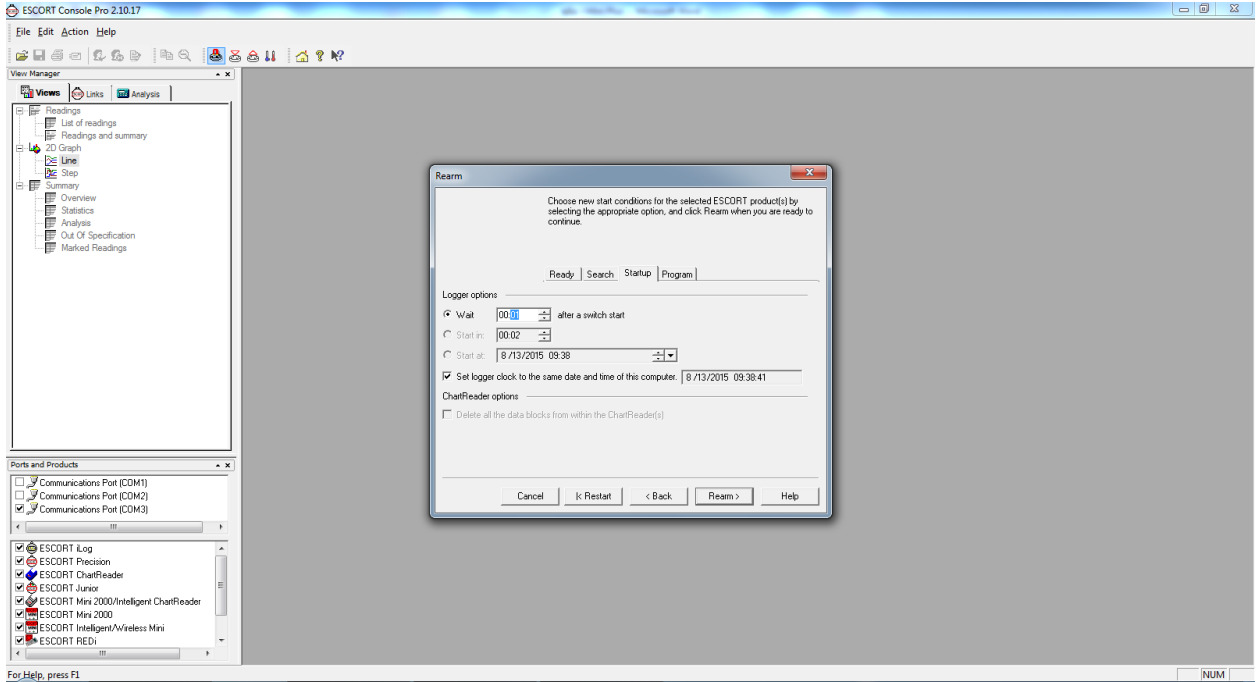 ESCORT Console Pro 2.10.17
File Edit Action Help
View Manager
Views Links Analysis
Readings
List of readings
Readings and summary
2D Graph
Line
Step
Summary
Overview
Statistics
Analysis
Out Of Specification
Marked Readings
Rearm
Choose new start conditions for the selected ESCORT product(s) by
selecting the appropriate option, and click Rearm when you are ready to
continue.
Ready Search Startup Program
Logger options
Wait 00:01 after a switch start
Start in: 00:02
Start at: 8 /13/2015 09:38
Set logger clock to the same date and time of this computer. 8 /13/2015 09:38:41
ChartReader options
Delete all the data blocks from within the ChartReader(s)
Cancel |< Restart < Back Rearm > Help
Ports and Products
Communications Port (COM1)
Communications Port (COM2)
Communications Port (COM3)
ESCORT iLog
ESCORT Precision
ESCORT ChartReader
ESCORT Junior
ESCORT Mini 2000/Intelligent ChartReader
ESCORT Mini 2000
ESCORT Intelligent/Wireless Mini
ESCORT REDi
For Help, press F1
NUM